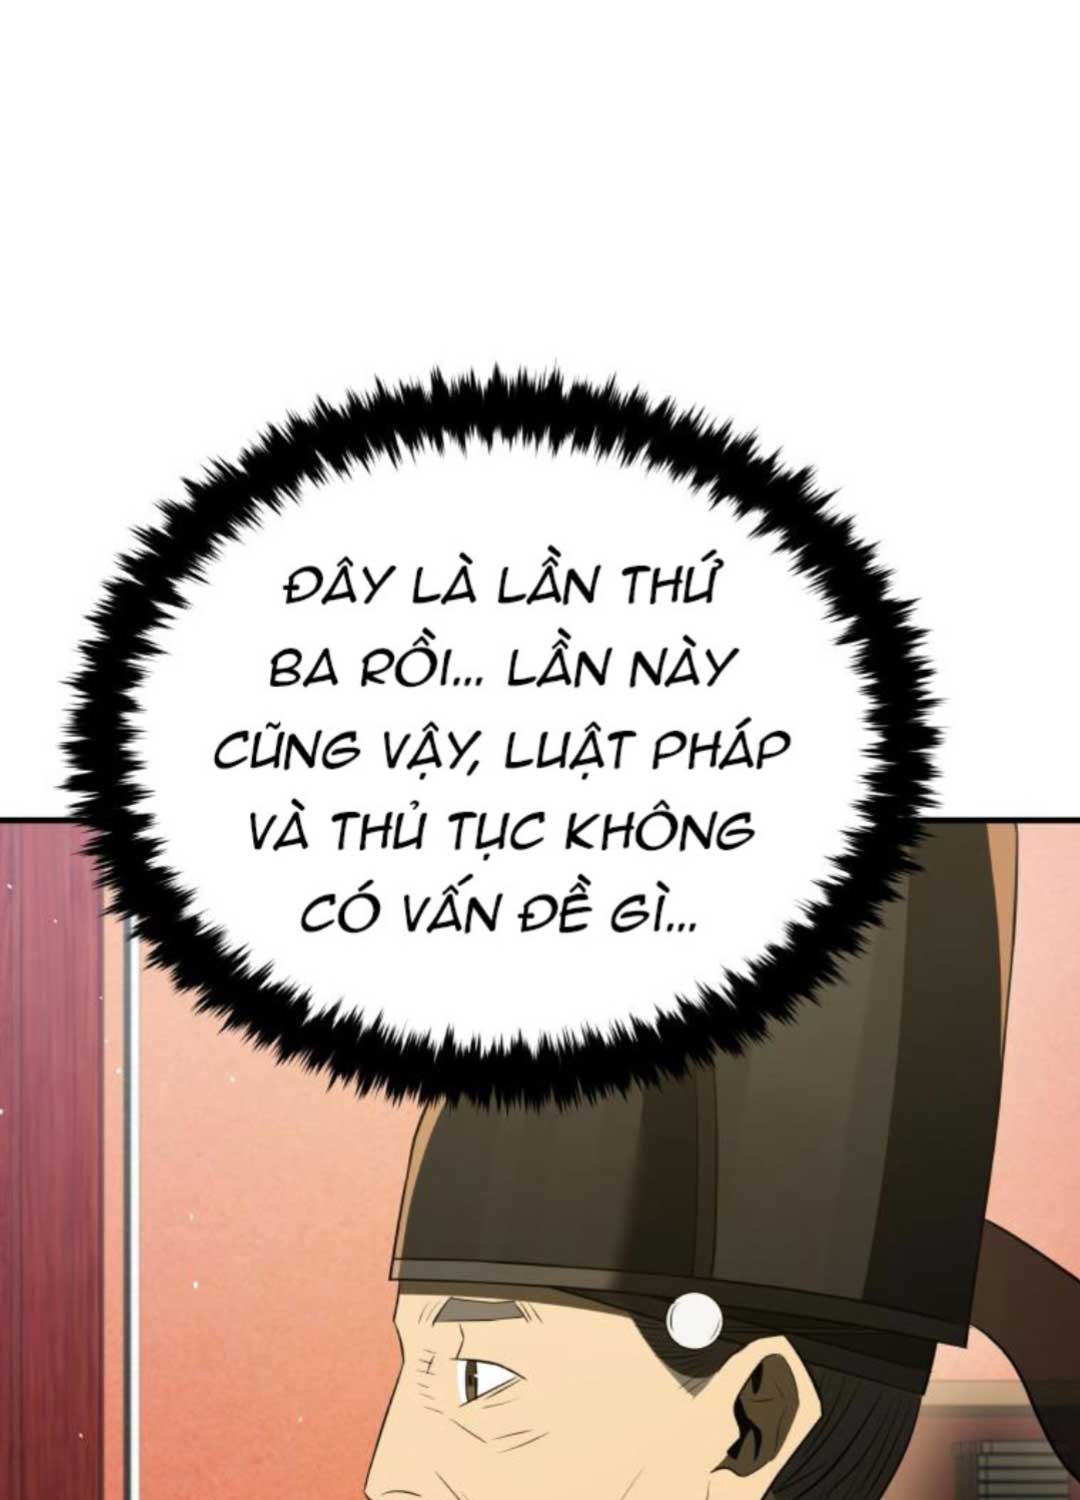 ĐÂY LÀ LẦN THỨ
BA RỒI... LẦN NÀY
CŨNG VẬY, LUẬT PHÁP
VÀ THỦ TỤC KHÔNG
CÓ VẤN ĐỀ GÌ...